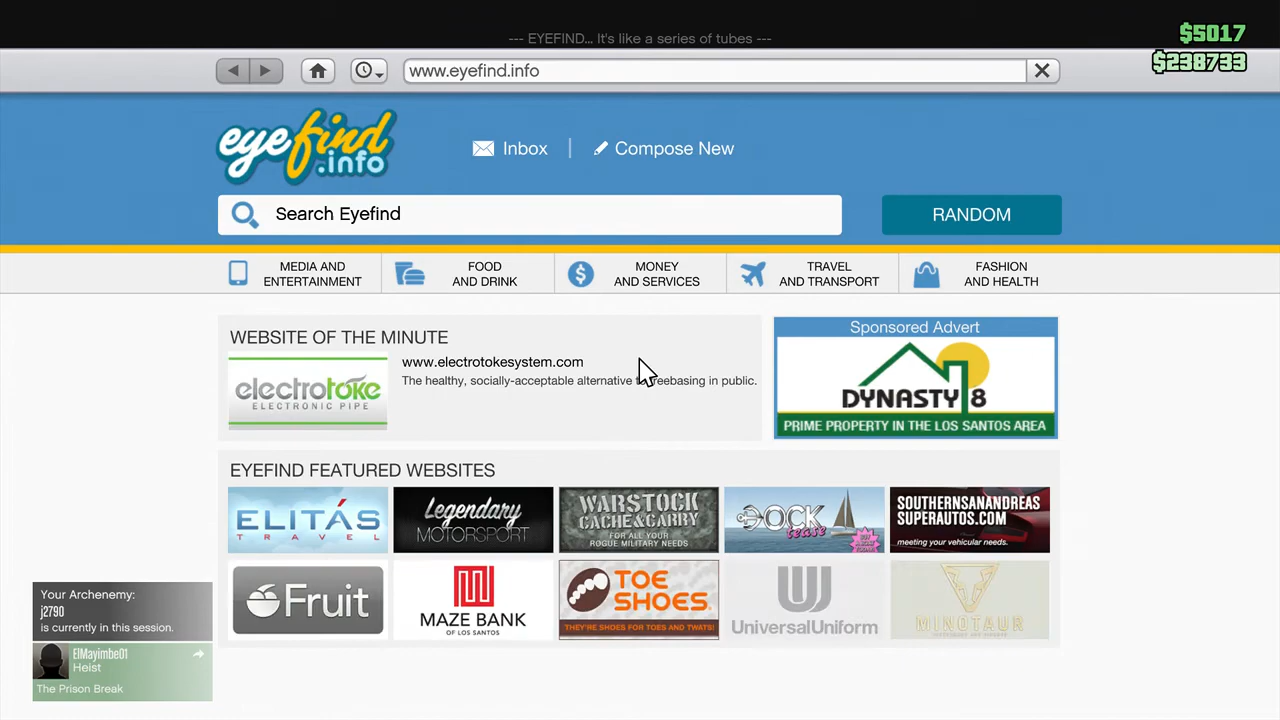 --- EYEFIND... It's like a series of tubes ---
$5017
$238733
www.eyefind.info
eyefind
.info
Inbox
Compose New
Search Eyefind
RANDOM
MEDIA AND
ENTERTAINMENT
FOOD
AND DRINK
MONEY
AND SERVICES
TRAVEL
AND TRANSPORT
FASHION
AND HEALTH
WEBSITE OF THE MINUTE
electrotoke
ELECTRONIC PIPE
www.electrotokesystem.com
The healthy, socially-acceptable alternative freebasing in public.
Sponsored Advert
DYNASTY 8
PRIME PROPERTY IN THE LOS SANTOS AREA
EYEFIND FEATURED WEBSITES
ELITÁS
TRAVEL
Legendary
MOTORSPORT
WARSTOCK
CACHE&CARRY
FOR ALL YOUR
ROGUE MILITARY NEEDS
DOCK
tease
SOUTHERNSANANDREAS
SUPERAUTOS.COM
meeting your vehicular needs.
Fruit
MAZE BANK
OF LOS SANTOS
TOE
SHOES
THEY'RE SHOES FOR TOES AND TWATS!
UniversalUniform
MINOTAUR
Your Archenemy:
j2790
is currently in this session.
ElMayimbe01
Heist
The Prison Break